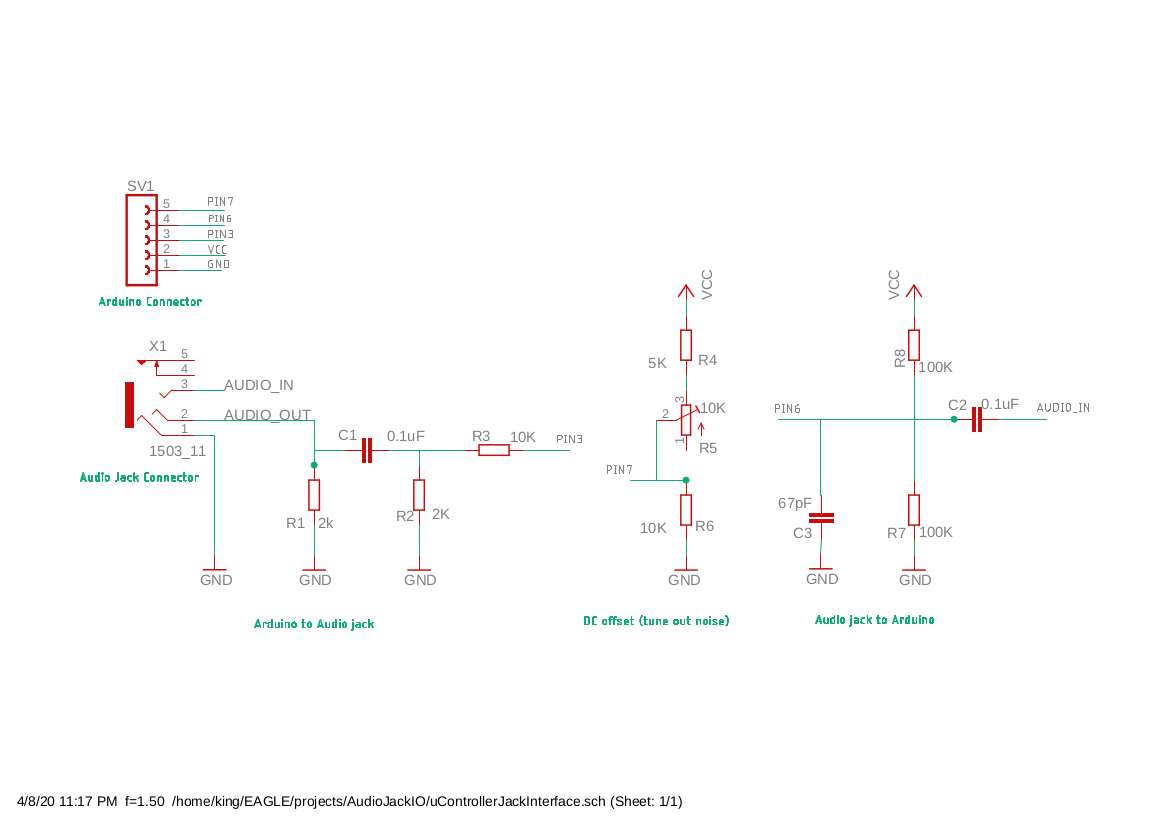 SV1
5 PIN7
4 PIN6
3 PIN3
2 VCC
1 GND
Arduino Connector
X1
5
4
3 AUDIO_IN
2 AUDIO_OUT
1
1503_11
Audio Jack Connector
C1 0.1uF
R3 10K PIN3
R1 2k
R2 2K
GND
GND
GND
Arduino to Audio jack
VCC
5K R4
3
10K
2
1
R5
PIN7
10K R6
GND
DC offset (tune out noise)
VCC
R8
100K
PIN6
C2 0.1uF AUDIO_IN
67pF
C3
R7 100K
GND
GND
Audio jack to Arduino
4/8/20 11:17 PM f=1.50 /home/king/EAGLE/projects/AudioJackIO/uControllerJackInterface.sch (Sheet: 1/1)